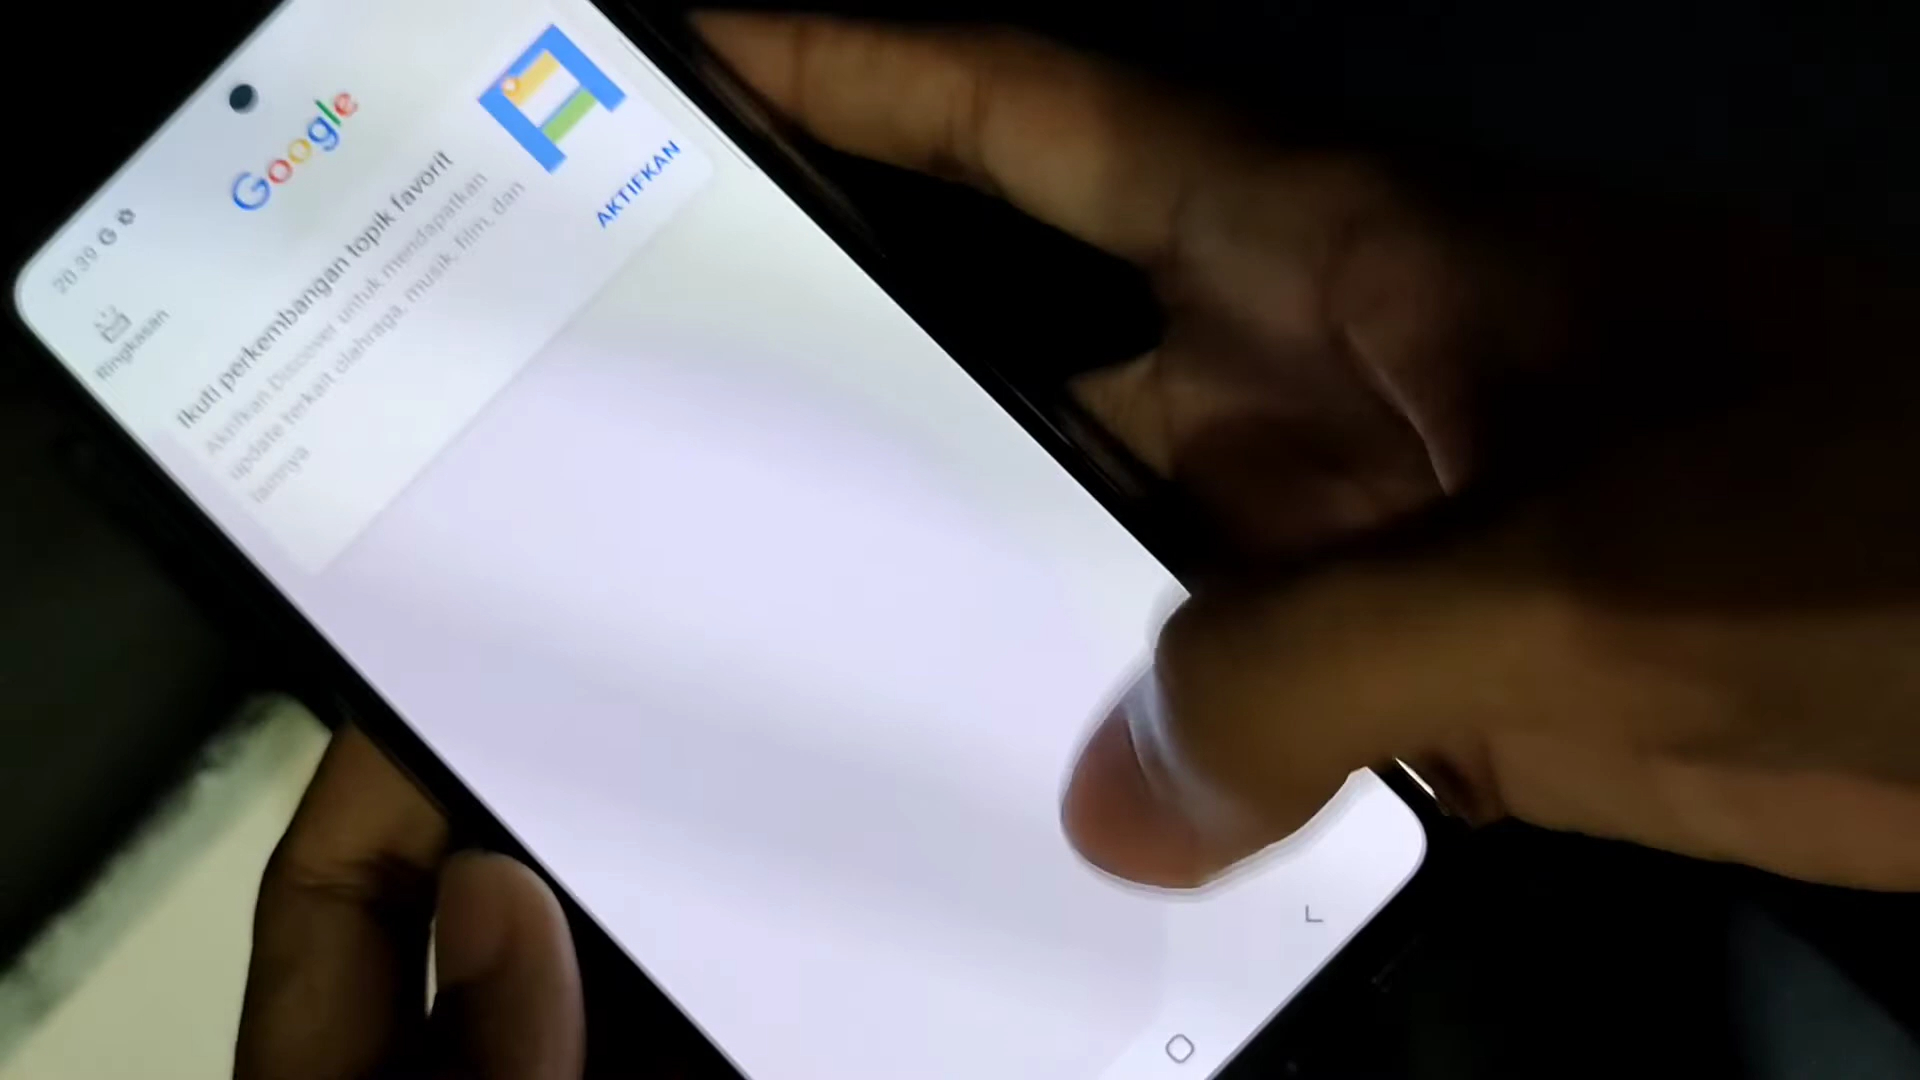 20.39 G
Google
Ringkasan
Ikuti perkembangan topik favorit
Aktifkan Discover untuk mendapatkan
update terkait olahraga, musik, film, dan
lainnya
AKTIFKAN